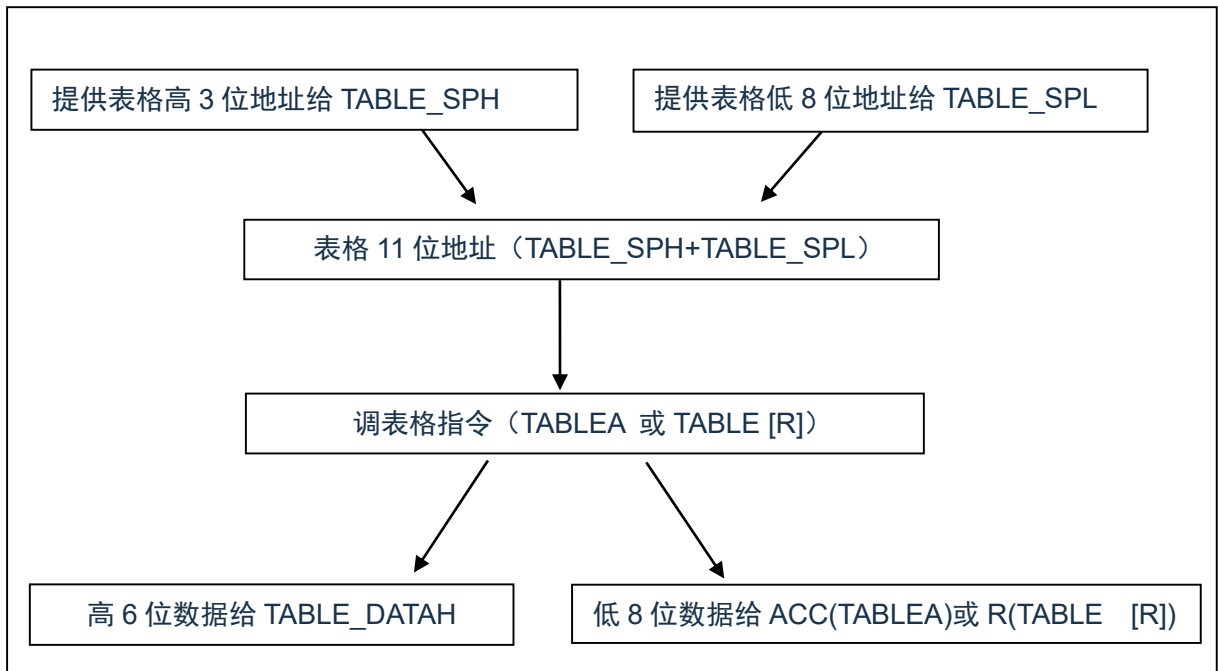 提供表格高 3 位地址给 TABLE_SPH
提供表格低 8 位地址给 TABLE_SPL
表格 11 位地址（TABLE_SPH+TABLE_SPL）
调表格指令（TABLEA 或 TABLE [R]）
高 6 位数据给 TABLE_DATAH
低 8 位数据给 ACC(TABLEA)或 R(TABLE [R])